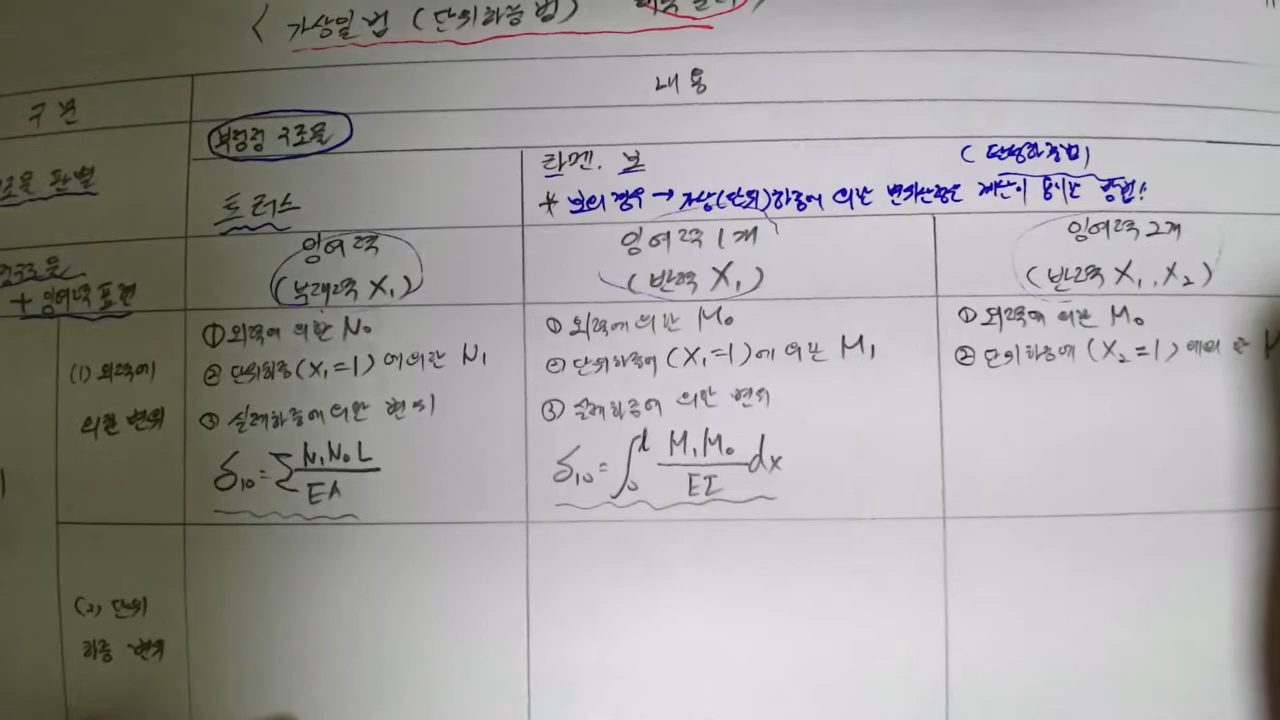 < 가상일법 (단위하중법)
구분
내용
부정정 구조물
판별
트러스
라멘. 보
(단위하중법)
* 보의 경우 → 가상(단위)하중에 의한 변위산정은 계산이 용이한 방법!
+ 잉여력 표현
잉여력
(부재력 X₁)
잉여력 1개
(반력 X₁)
잉여력 2개
(반력 X₁, X₂)
(1) 외력에
의한 변위
① 외력에 의한 N₀
② 단위하중(X₁=1)에 의한 N₁
③ 실제하중에 의한 변위
δ₁₀=Σ N₁N₀L/EA
① 외력에 의한 M₀
② 단위하중에 (X₁=1)에 의한 M₁
③ 실제하중에 의한 변위
δ₁₀=∫₀ˡ M₁M₀/EI dx
① 외력에 의한 M₀
② 단위하중에 (X₂=1)에 의한 M
(2) 단위
하중 변위